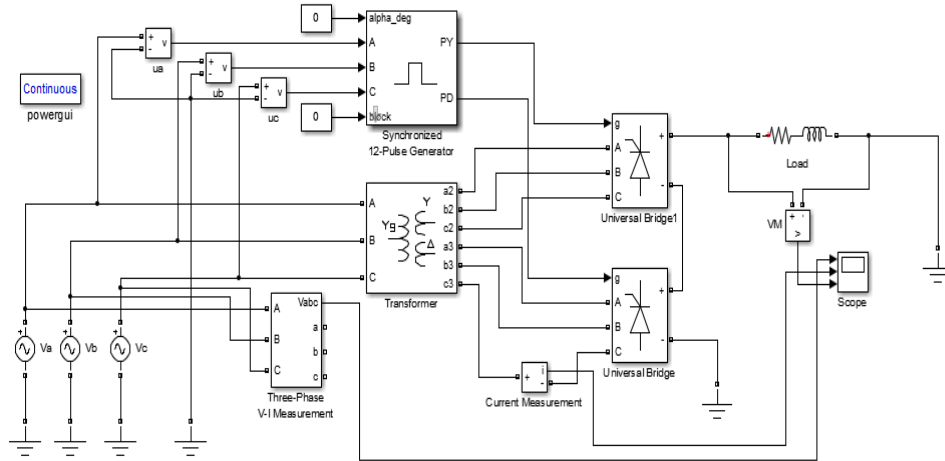 0
alpha_deg
A
B
C
block
0
PY
PD
Synchronized
12-Pulse Generator
+
-
v
ua
+
-
v
ub
+
-
v
uc
Continuous
powergui
g
A
B
C
+
-
Universal Bridge1
Load
+
-
v
VM
Scope
A
B
C
Yg
Y
Δ
a2
b2
c2
a3
b3
c3
Transformer
g
A
B
C
+
-
Universal Bridge
A
B
C
Vabc
a
b
c
Three-Phase
V-I Measurement
+
i
-
Current Measurement
+
Va
+
Vb
+
Vc